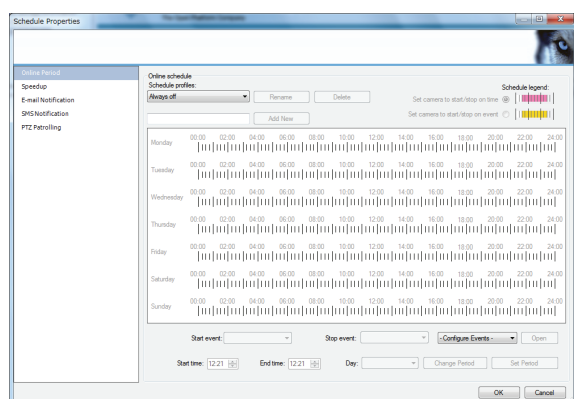 Schedule Properties
Online Period
Speedup
E-mail Notification
SMS Notification
PTZ Patrolling
Online schedule
Schedule profiles:
Always off
Rename
Delete
Add New
Schedule legend:
Set camera to start/stop on time
Set camera to start/stop on event
Monday 00:00 02:00 04:00 06:00 08:00 10:00 12:00 14:00 16:00 18:00 20:00 22:00 24:00
Tuesday 00:00 02:00 04:00 06:00 08:00 10:00 12:00 14:00 16:00 18:00 20:00 22:00 24:00
Wednesday 00:00 02:00 04:00 06:00 08:00 10:00 12:00 14:00 16:00 18:00 20:00 22:00 24:00
Thursday 00:00 02:00 04:00 06:00 08:00 10:00 12:00 14:00 16:00 18:00 20:00 22:00 24:00
Friday 00:00 02:00 04:00 06:00 08:00 10:00 12:00 14:00 16:00 18:00 20:00 22:00 24:00
Saturday 00:00 02:00 04:00 06:00 08:00 10:00 12:00 14:00 16:00 18:00 20:00 22:00 24:00
Sunday 00:00 02:00 04:00 06:00 08:00 10:00 12:00 14:00 16:00 18:00 20:00 22:00 24:00
Start event: Stop event: - Configure Events - Open
Start time: 12:21 End time: 12:21 Day: Change Period Set Period
OK Cancel